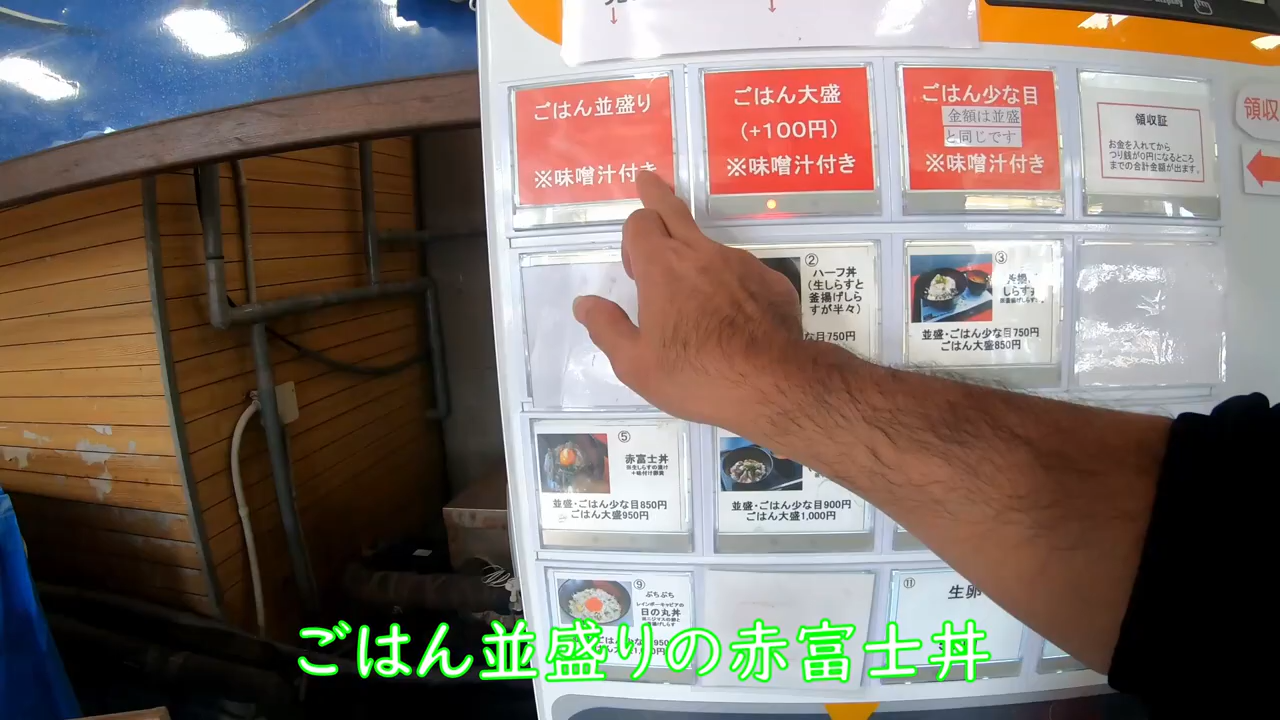 ごはん並盛り
※味噌汁付き
ごはん大盛
(+100円)
※味噌汁付き
ごはん少な目
金額は並盛
と同じです
※味噌汁付き
領収証
お金を入れてから
つり銭が0円になるところ
までの合計金額が出ます。
領収
②
ハーフ丼
(生しらすと
釜揚げしら
すが半々)
な目750円
③
並盛・ごはん少な目750円
ごはん大盛850円
⑤
赤富士丼
並盛・ごはん少な目850円
ごはん大盛950円
並盛・ごはん少な目900円
ごはん大盛1,000円
⑨
ぷちぷち
レインボーキャビアの
日の丸丼
⑪
生卵
ごはん並盛りの赤富士丼